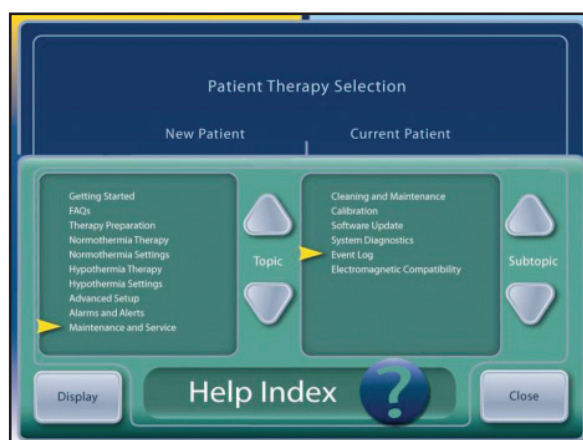 Patient Therapy Selection
New Patient
Current Patient
Getting Started
FAQs
Therapy Preparation
Normothermia Therapy
Normothermia Settings
Hypothermia Therapy
Hypothermia Settings
Advanced Setup
Alarms and Alerts
Maintenance and Service
Topic
Cleaning and Maintenance
Calibration
Software Update
System Diagnostics
Event Log
Electromagnetic Compatibility
Subtopic
Display
Help Index ?
Close